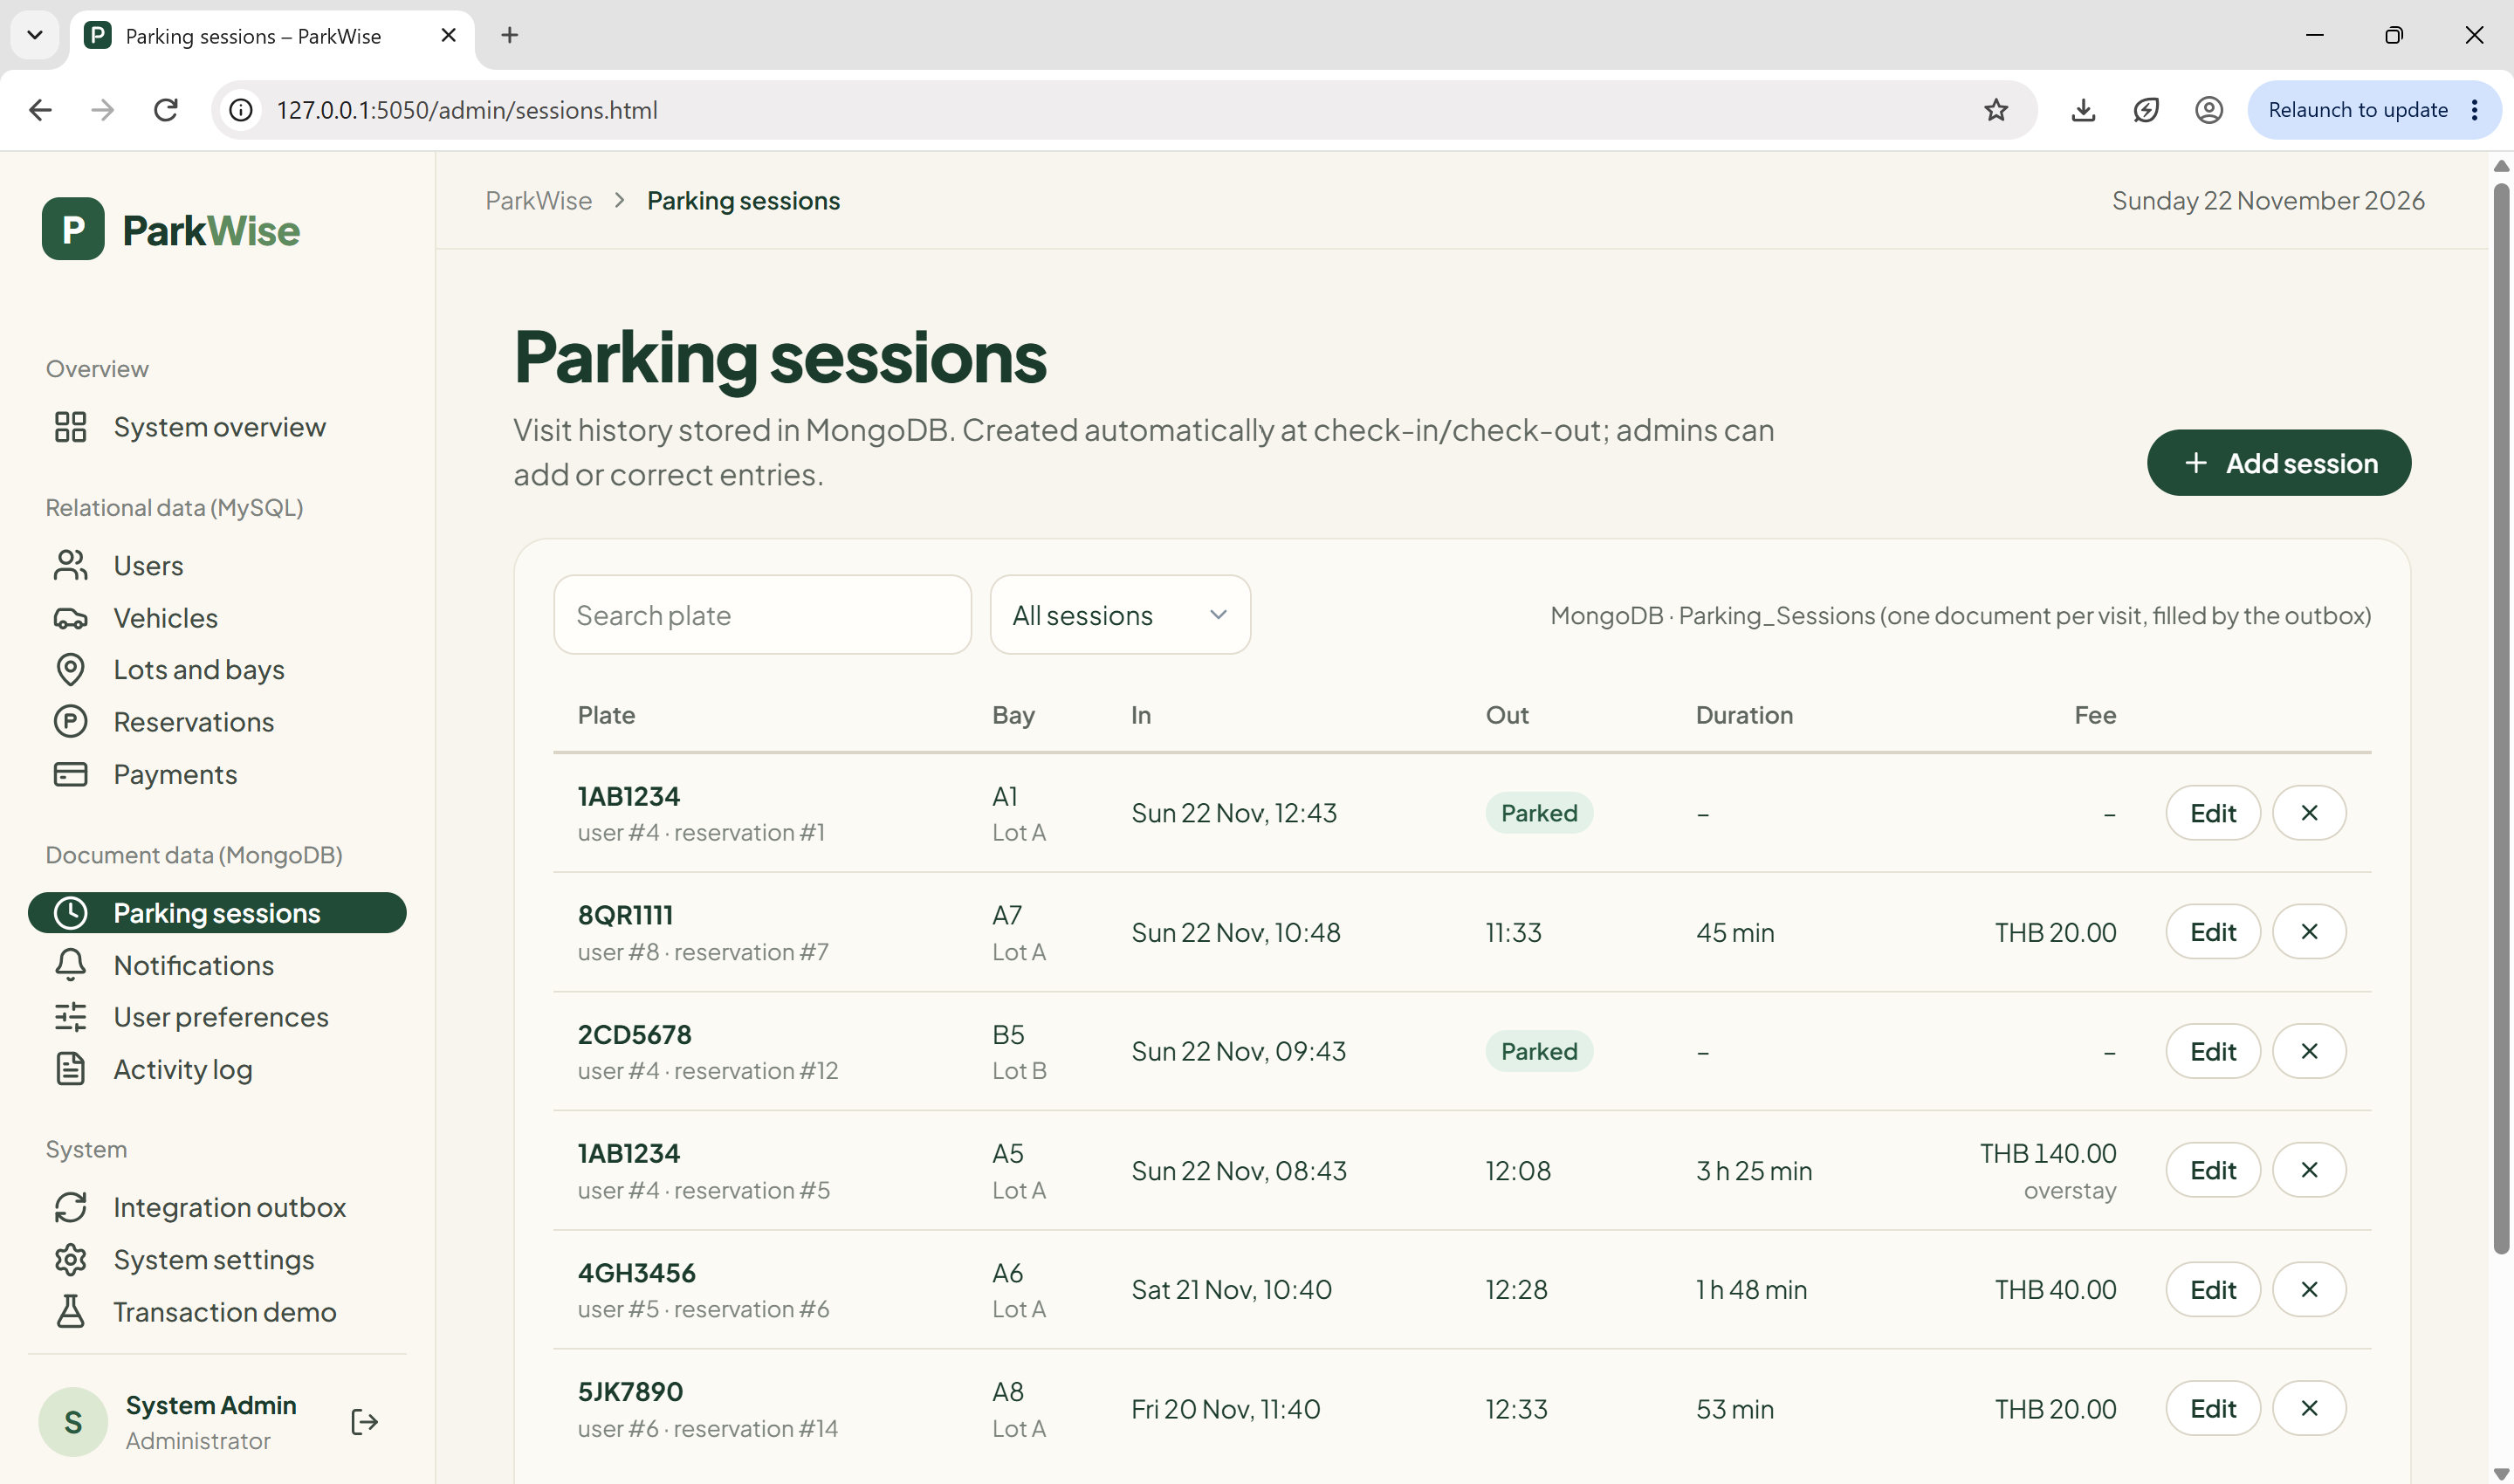 Parking sessions – ParkWise
127.0.0.1:5050/admin/sessions.html
Relaunch to update
P ParkWise
Overview
System overview
Relational data (MySQL)
Users
Vehicles
Lots and bays
Reservations
Payments
Document data (MongoDB)
Parking sessions
Notifications
User preferences
Activity log
System
Integration outbox
System settings
Transaction demo
S
System Admin
Administrator
ParkWise > Parking sessions
Sunday 22 November 2026
Parking sessions
Visit history stored in MongoDB. Created automatically at check-in/check-out; admins can
add or correct entries.
+ Add session
Search plate
All sessions
MongoDB · Parking_Sessions (one document per visit, filled by the outbox)
Plate Bay In Out Duration Fee
1AB1234 A1 Sun 22 Nov, 12:43 Parked – – Edit ×
user #4 · reservation #1 Lot A
8QR1111 A7 Sun 22 Nov, 10:48 11:33 45 min THB 20.00 Edit ×
user #8 · reservation #7 Lot A
2CD5678 B5 Sun 22 Nov, 09:43 Parked – – Edit ×
user #4 · reservation #12 Lot B
1AB1234 A5 Sun 22 Nov, 08:43 12:08 3 h 25 min THB 140.00 Edit ×
user #4 · reservation #5 Lot A overstay
4GH3456 A6 Sat 21 Nov, 10:40 12:28 1 h 48 min THB 40.00 Edit ×
user #5 · reservation #6 Lot A
5JK7890 A8 Fri 20 Nov, 11:40 12:33 53 min THB 20.00 Edit ×
user #6 · reservation #14 Lot A